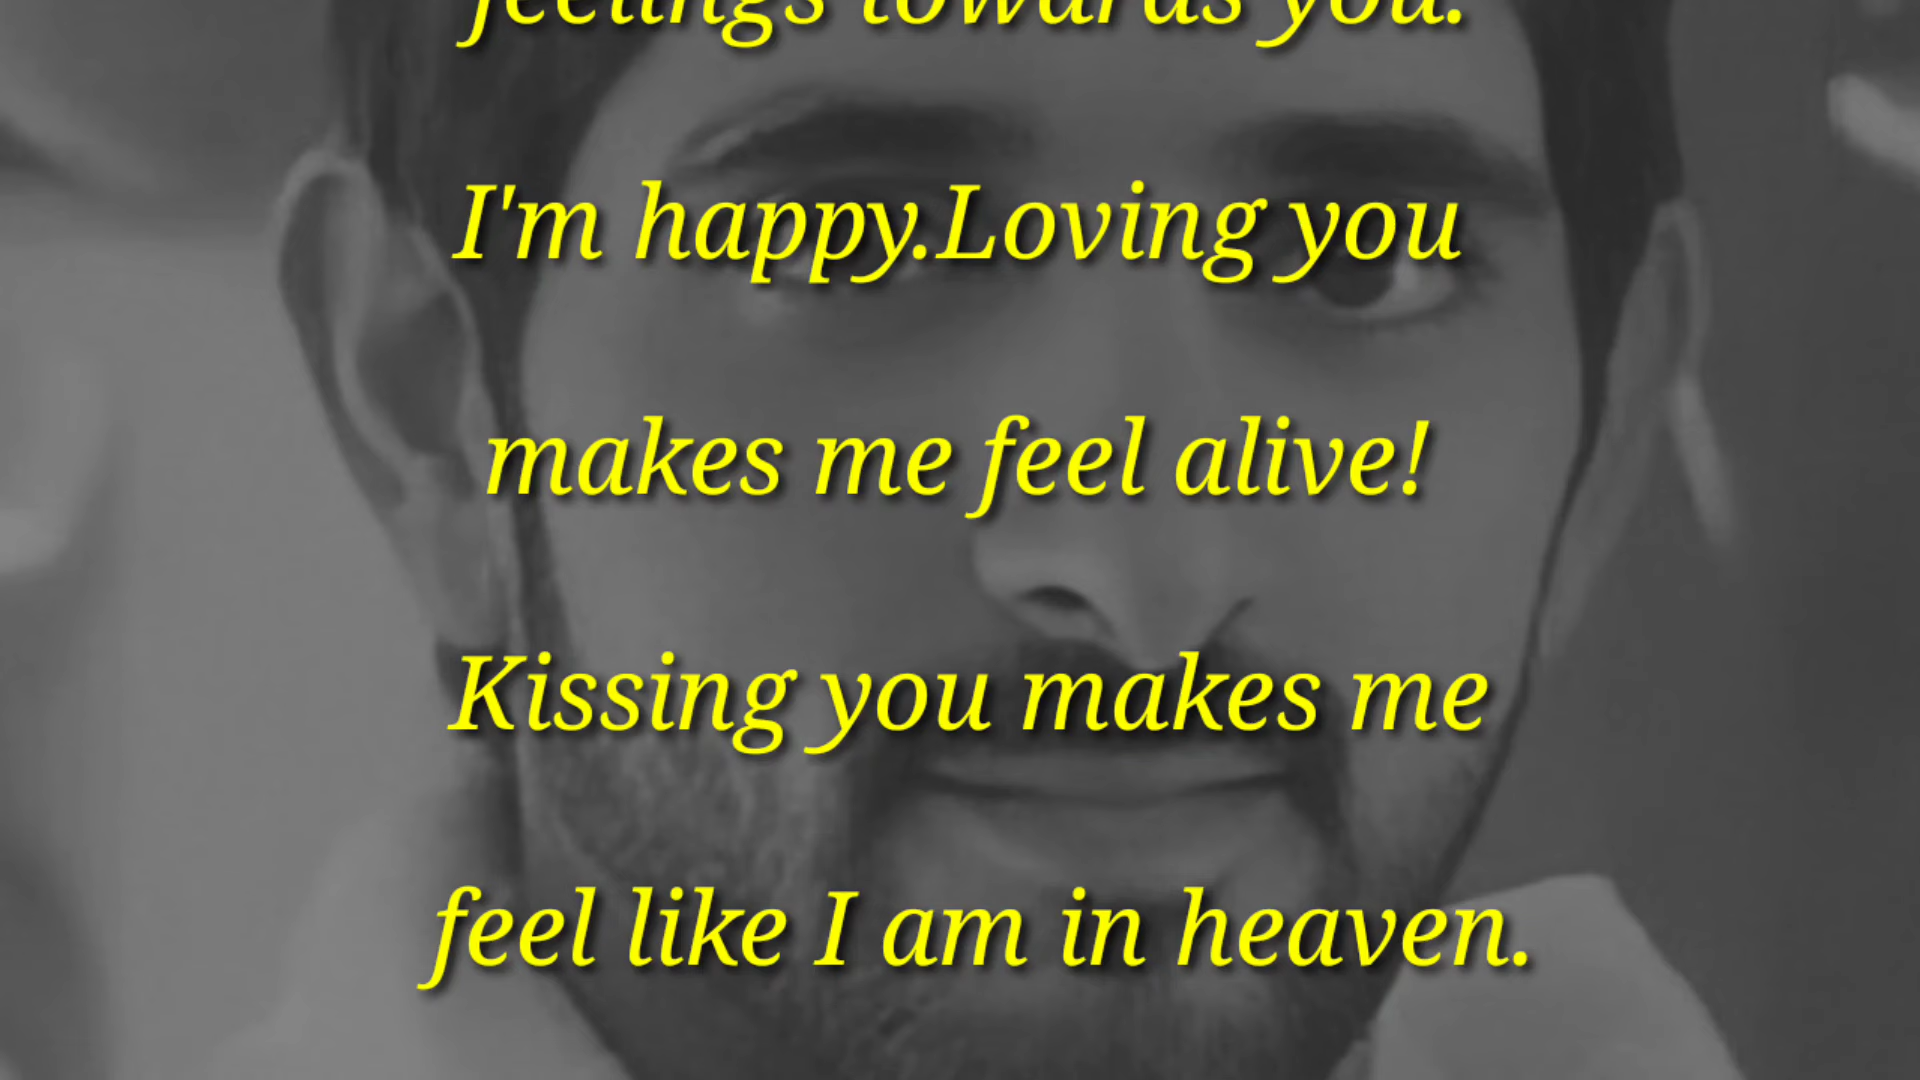 feelings towards you.
I'm happy.Loving you
makes me feel alive!
Kissing you makes me
feel like I am in heaven.